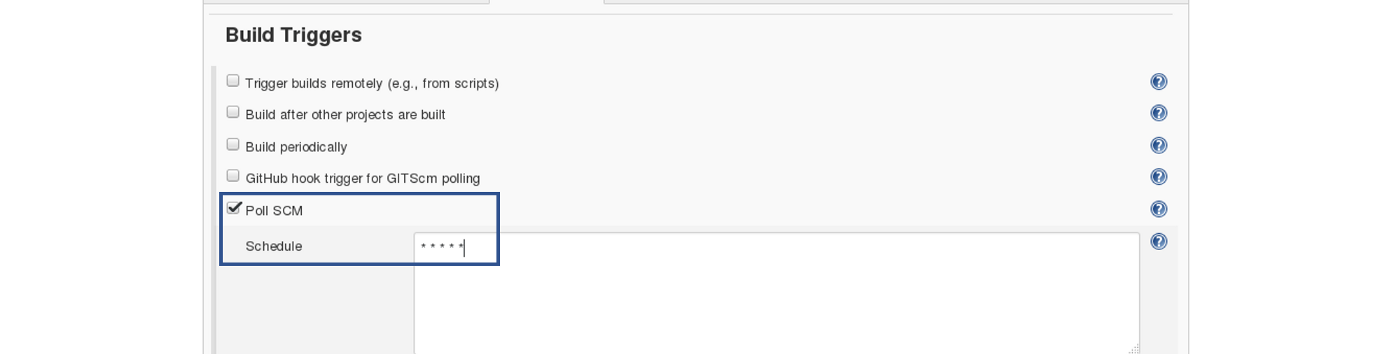 Build Triggers
Trigger builds remotely (e.g., from scripts) ?
Build after other projects are built ?
Build periodically ?
GitHub hook trigger for GITScm polling ?
Poll SCM ?
Schedule * * * * * ?